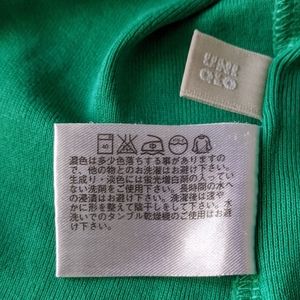 UNI
QLO
40
濃色は多少色落ちする事がありますの
で、他の物とのお洗濯はお避け下さい。
生成り・淡色には蛍光増白剤の入ってい
ない洗剤をご使用下さい。長時間の水へ
の浸漬はお避け下さい。洗濯後は速や
かに形を整えて陰干しをして下さい。水
洗いでのタンブル乾燥機のご使用はお避
け下さい。